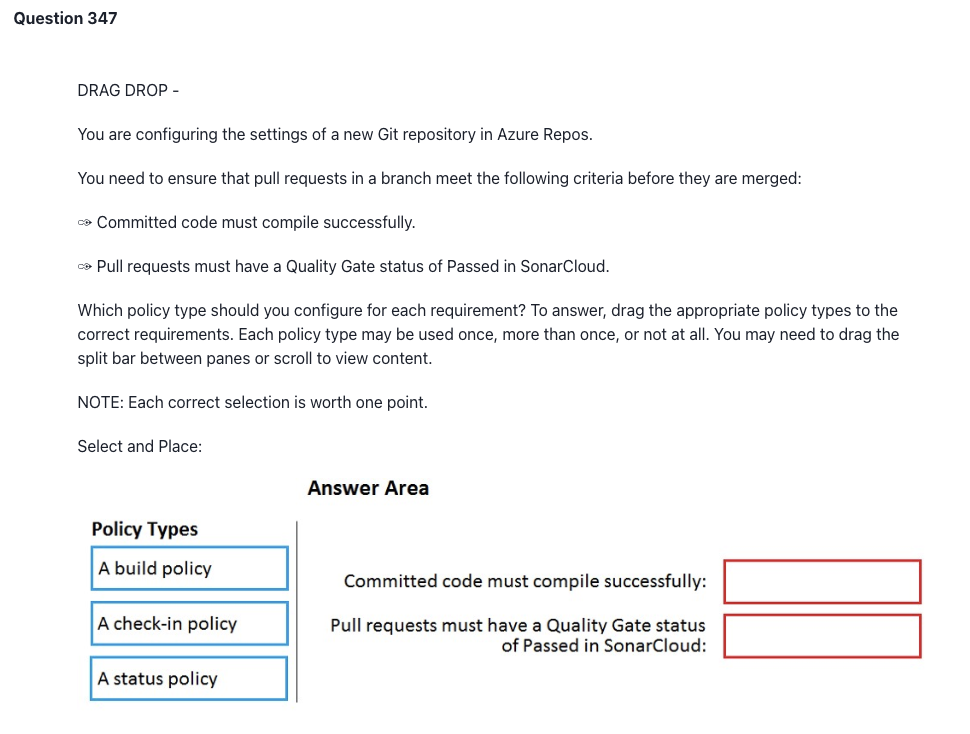 Question 347
DRAG DROP -
You are configuring the settings of a new Git repository in Azure Repos.
You need to ensure that pull requests in a branch meet the following criteria before they are merged:
Committed code must compile successfully.
Pull requests must have a Quality Gate status of Passed in SonarCloud.
Which policy type should you configure for each requirement? To answer, drag the appropriate policy types to the
correct requirements. Each policy type may be used once, more than once, or not at all. You may need to drag the
split bar between panes or scroll to view content.
NOTE: Each correct selection is worth one point.
Select and Place:
Answer Area
Policy Types
A build policy
A check-in policy
A status policy
Committed code must compile successfully:
Pull requests must have a Quality Gate status
of Passed in SonarCloud: